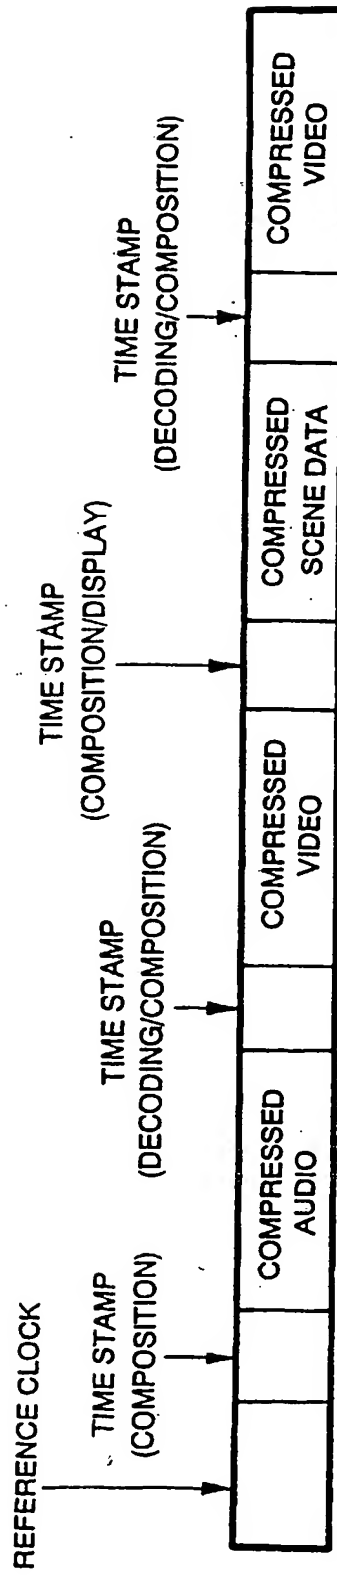 REFERENCE CLOCK
TIME STAMP
(COMPOSITION)
TIME STAMP
(DECODING/COMPOSITION)
TIME STAMP
(COMPOSITION/DISPLAY)
TIME STAMP
(DECODING/COMPOSITION)
COMPRESSED
AUDIO
COMPRESSED
VIDEO
COMPRESSED
SCENE DATA
COMPRESSED
VIDEO